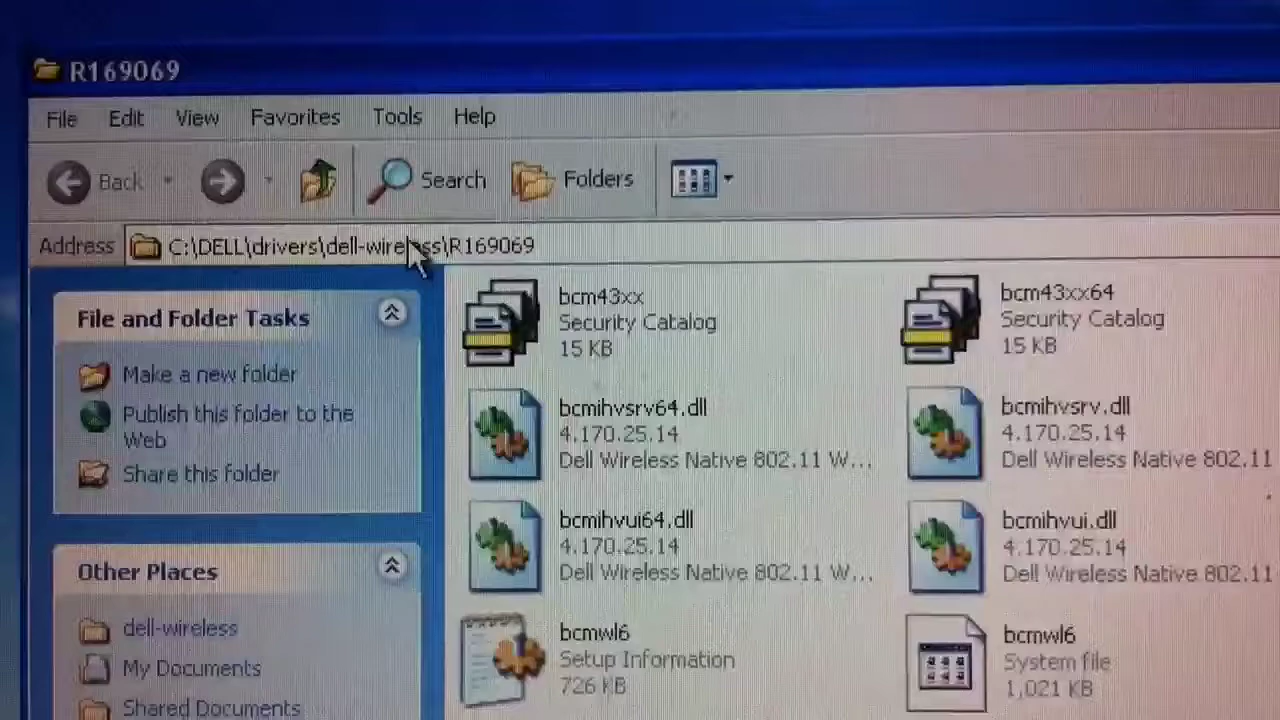 R169069
File Edit View Favorites Tools Help
Back Search Folders
Address C:\DELL\drivers\dell-wireless\R169069
File and Folder Tasks
Make a new folder
Publish this folder to the
Web
Share this folder
Other Places
dell-wireless
My Documents
Shared Documents
bcm43xx
Security Catalog
15 KB
bcm43xx64
Security Catalog
15 KB
bcmihvsrv64.dll
4.170.25.14
Dell Wireless Native 802.11 W...
bcmihvsrv.dll
4.170.25.14
Dell Wireless Native 802.11
bcmihvui64.dll
4.170.25.14
Dell Wireless Native 802.11 W...
bcmihvui.dll
4.170.25.14
Dell Wireless Native 802.11
bcmwl6
Setup Information
726 KB
bcmwl6
System file
1,021 KB